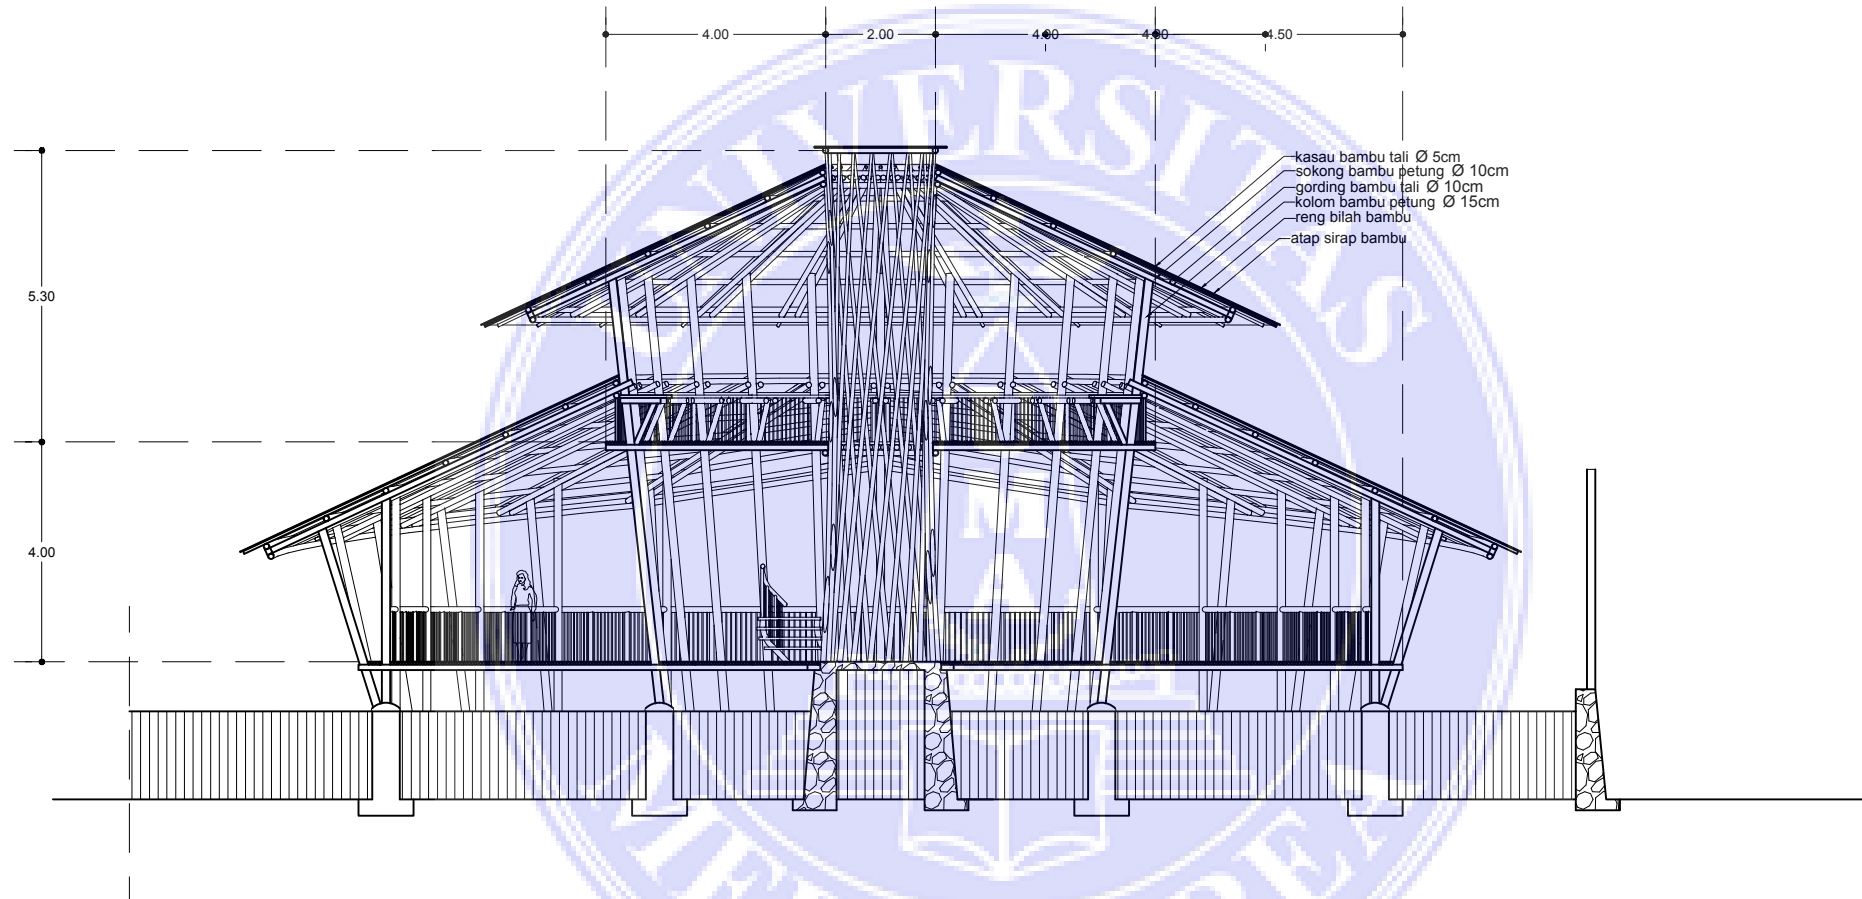 4.00 2.00 4.00 4.00 4.50
UNIVERSITAS
kasau bambu tali Ø 5cm
sokong bambu petung Ø 10cm
gording bambu tali Ø 10cm
kolom bambu petung Ø 15cm
reng bilah bambu
atap sirap bambu
5.30
4.00
M
A